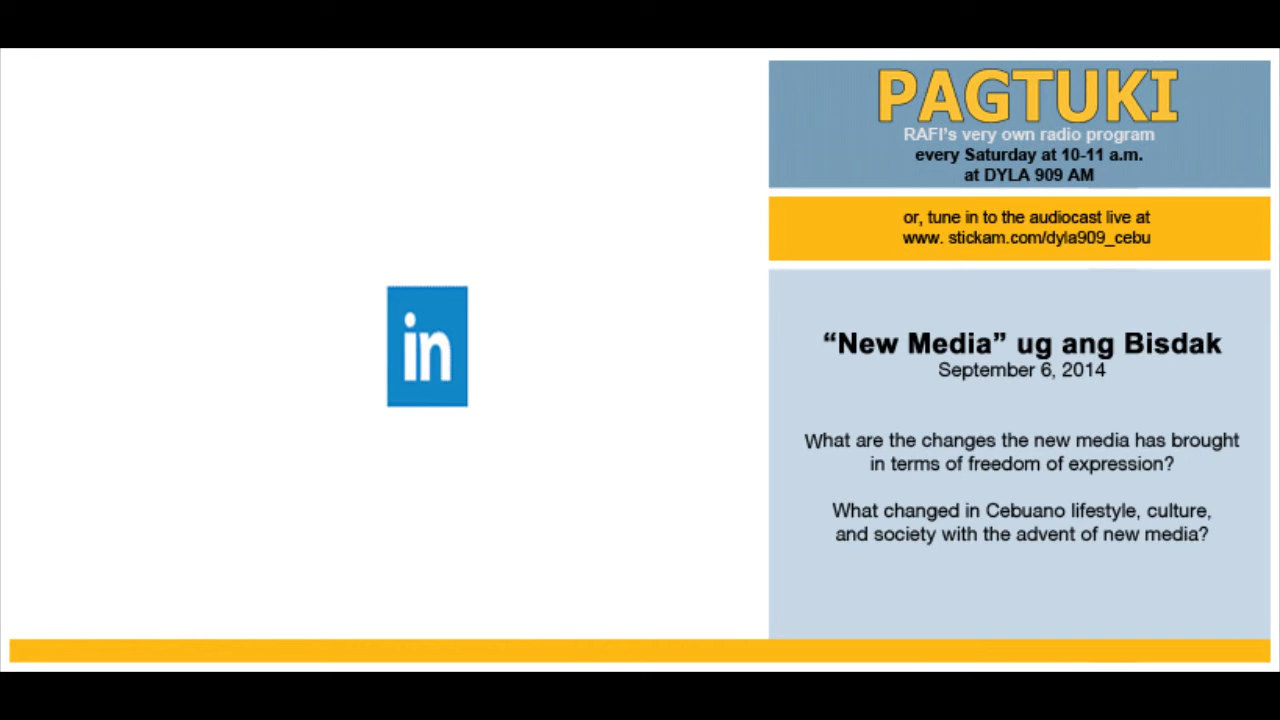 in
PAGTUKI
RAFI's very own radio program
every Saturday at 10-11 a.m.
at DYLA 909 AM
or, tune in to the audiocast live at
www. stickam.com/dyla909_cebu
“New Media” ug ang Bisdak
September 6, 2014
What are the changes the new media has brought
in terms of freedom of expression?
What changed in Cebuano lifestyle, culture,
and society with the advent of new media?